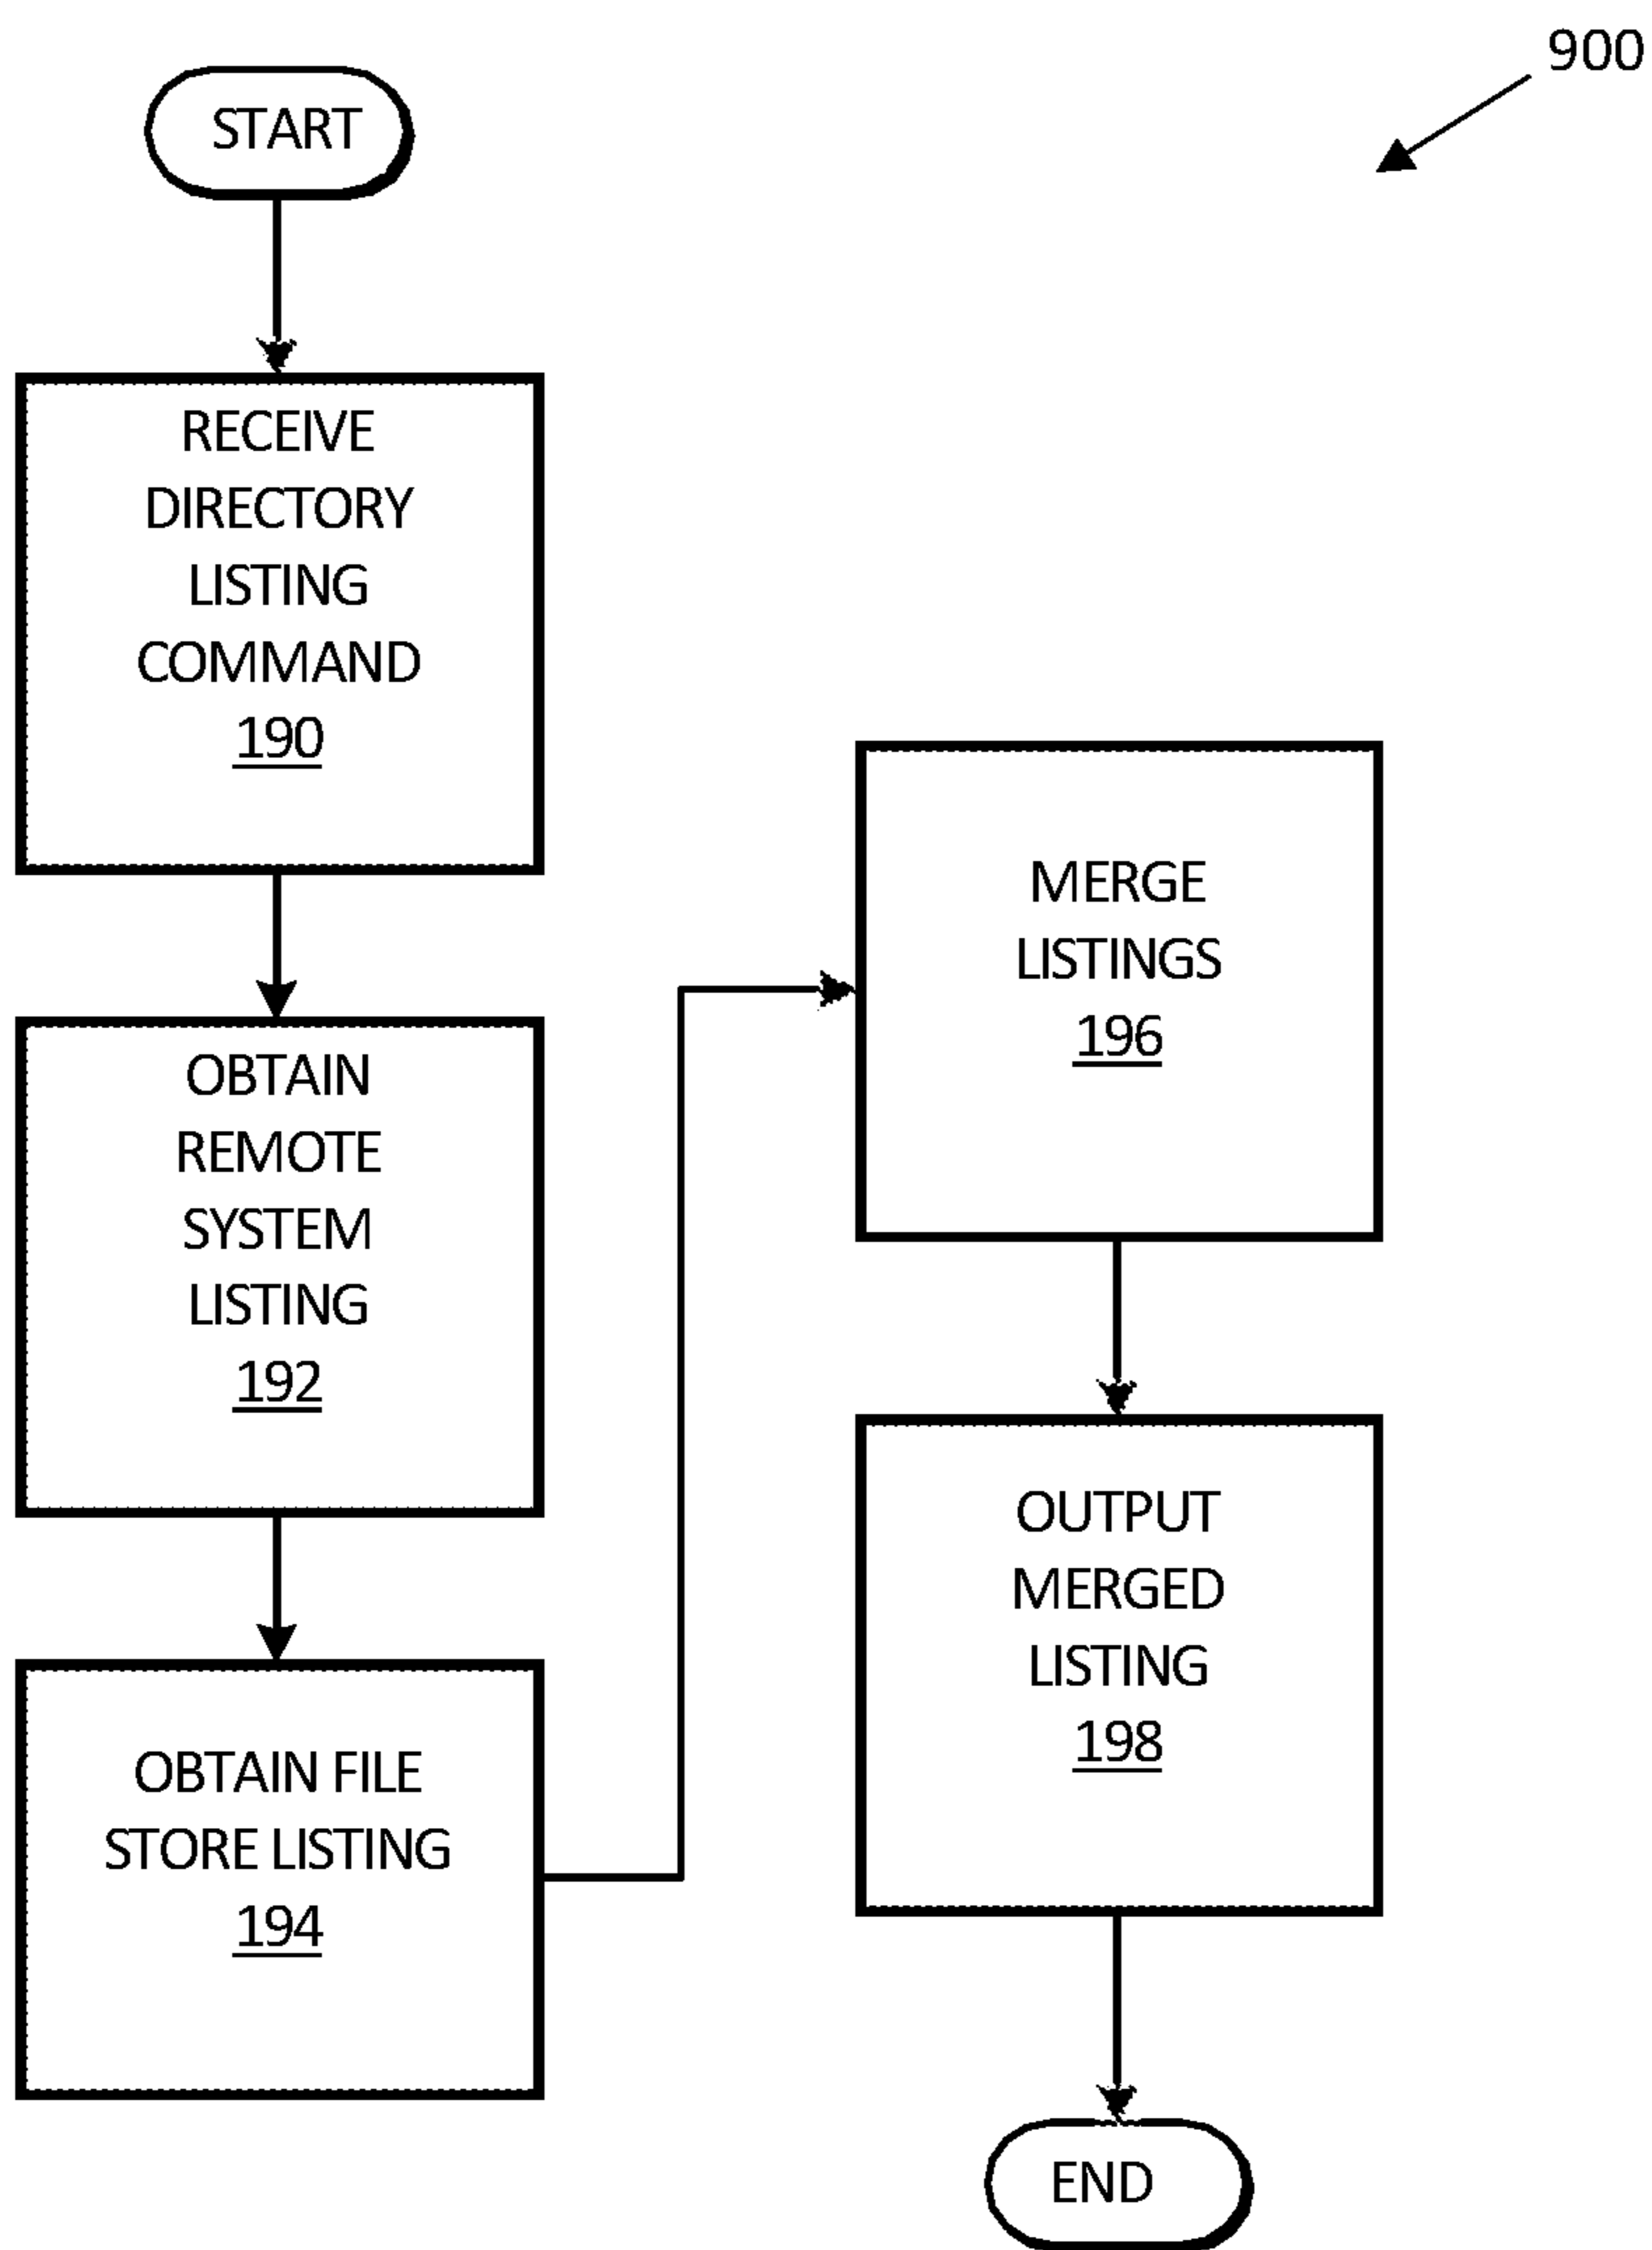 900
START
RECEIVE
DIRECTORY
LISTING
COMMAND
190
OBTAIN
REMOTE
SYSTEM
LISTING
192
OBTAIN FILE
STORE LISTING
194
MERGE
LISTINGS
196
OUTPUT
MERGED
LISTING
198
END